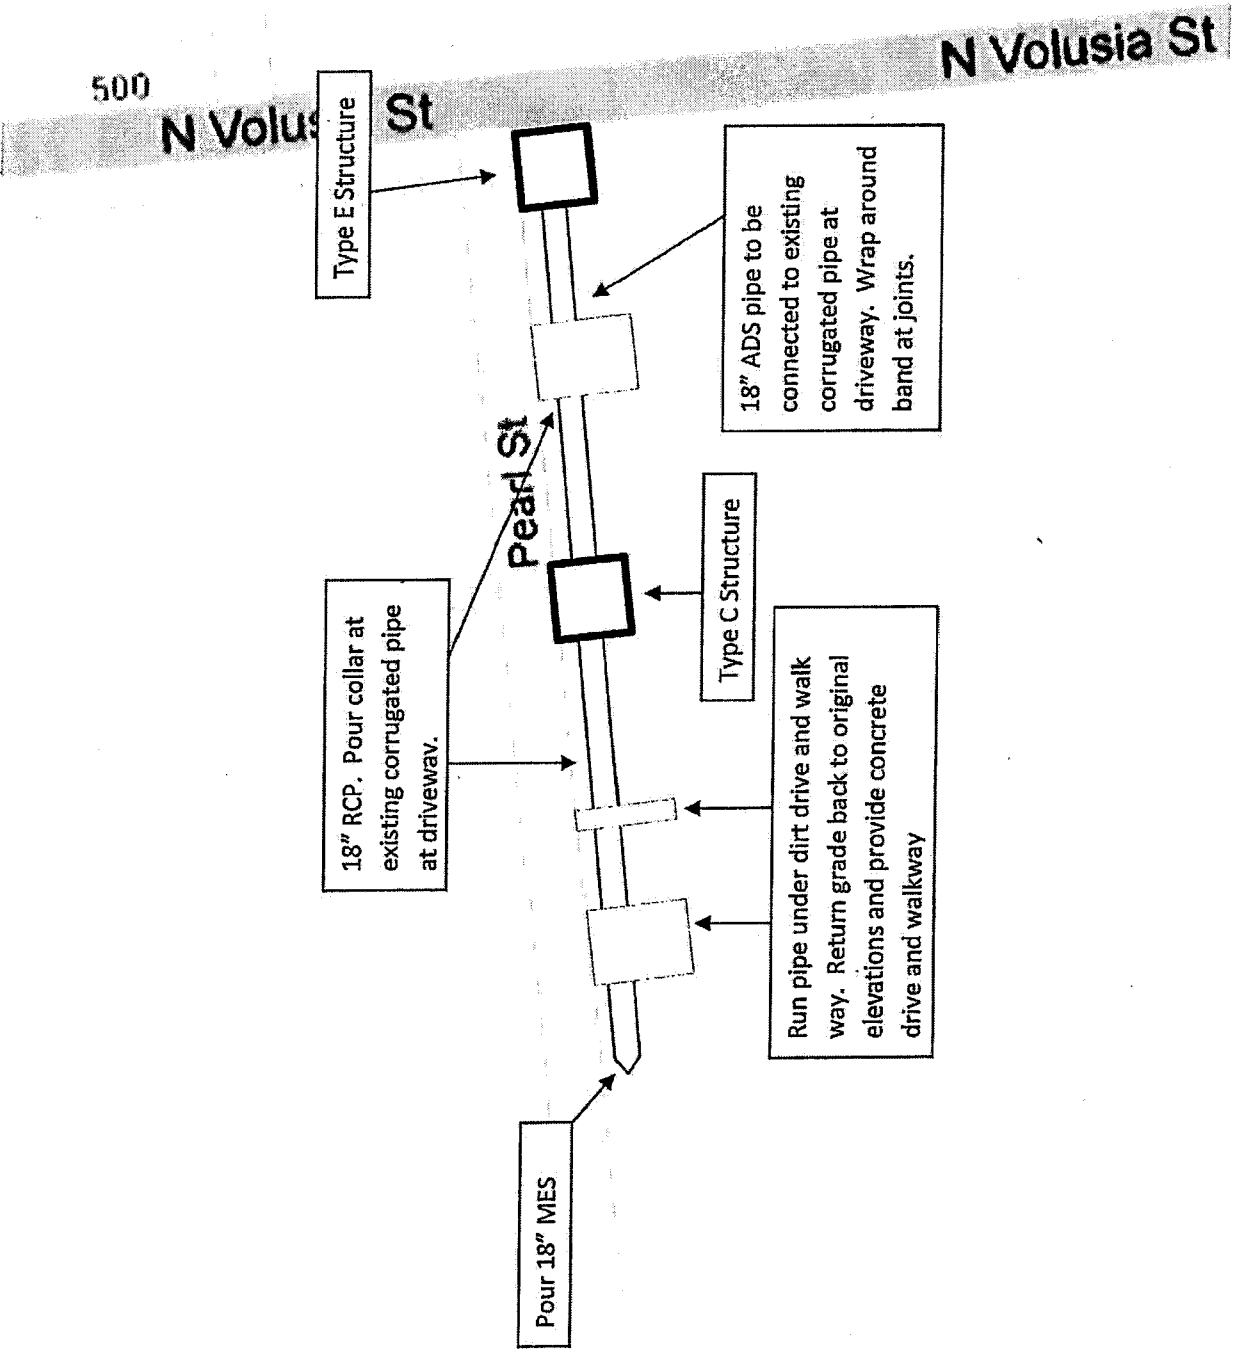 500
N Volus St
N Volusia St
Type E Structure
18" ADS pipe to be
connected to existing
corrugated pipe at
driveway. Wrap around
band at joints.
Pearl St
18" RCP. Pour collar at
existing corrugated pipe
at driveway.
Type C Structure
Run pipe under dirt drive and walk
way. Return grade back to original
elevations and provide concrete
drive and walkway
Pour 18" MES